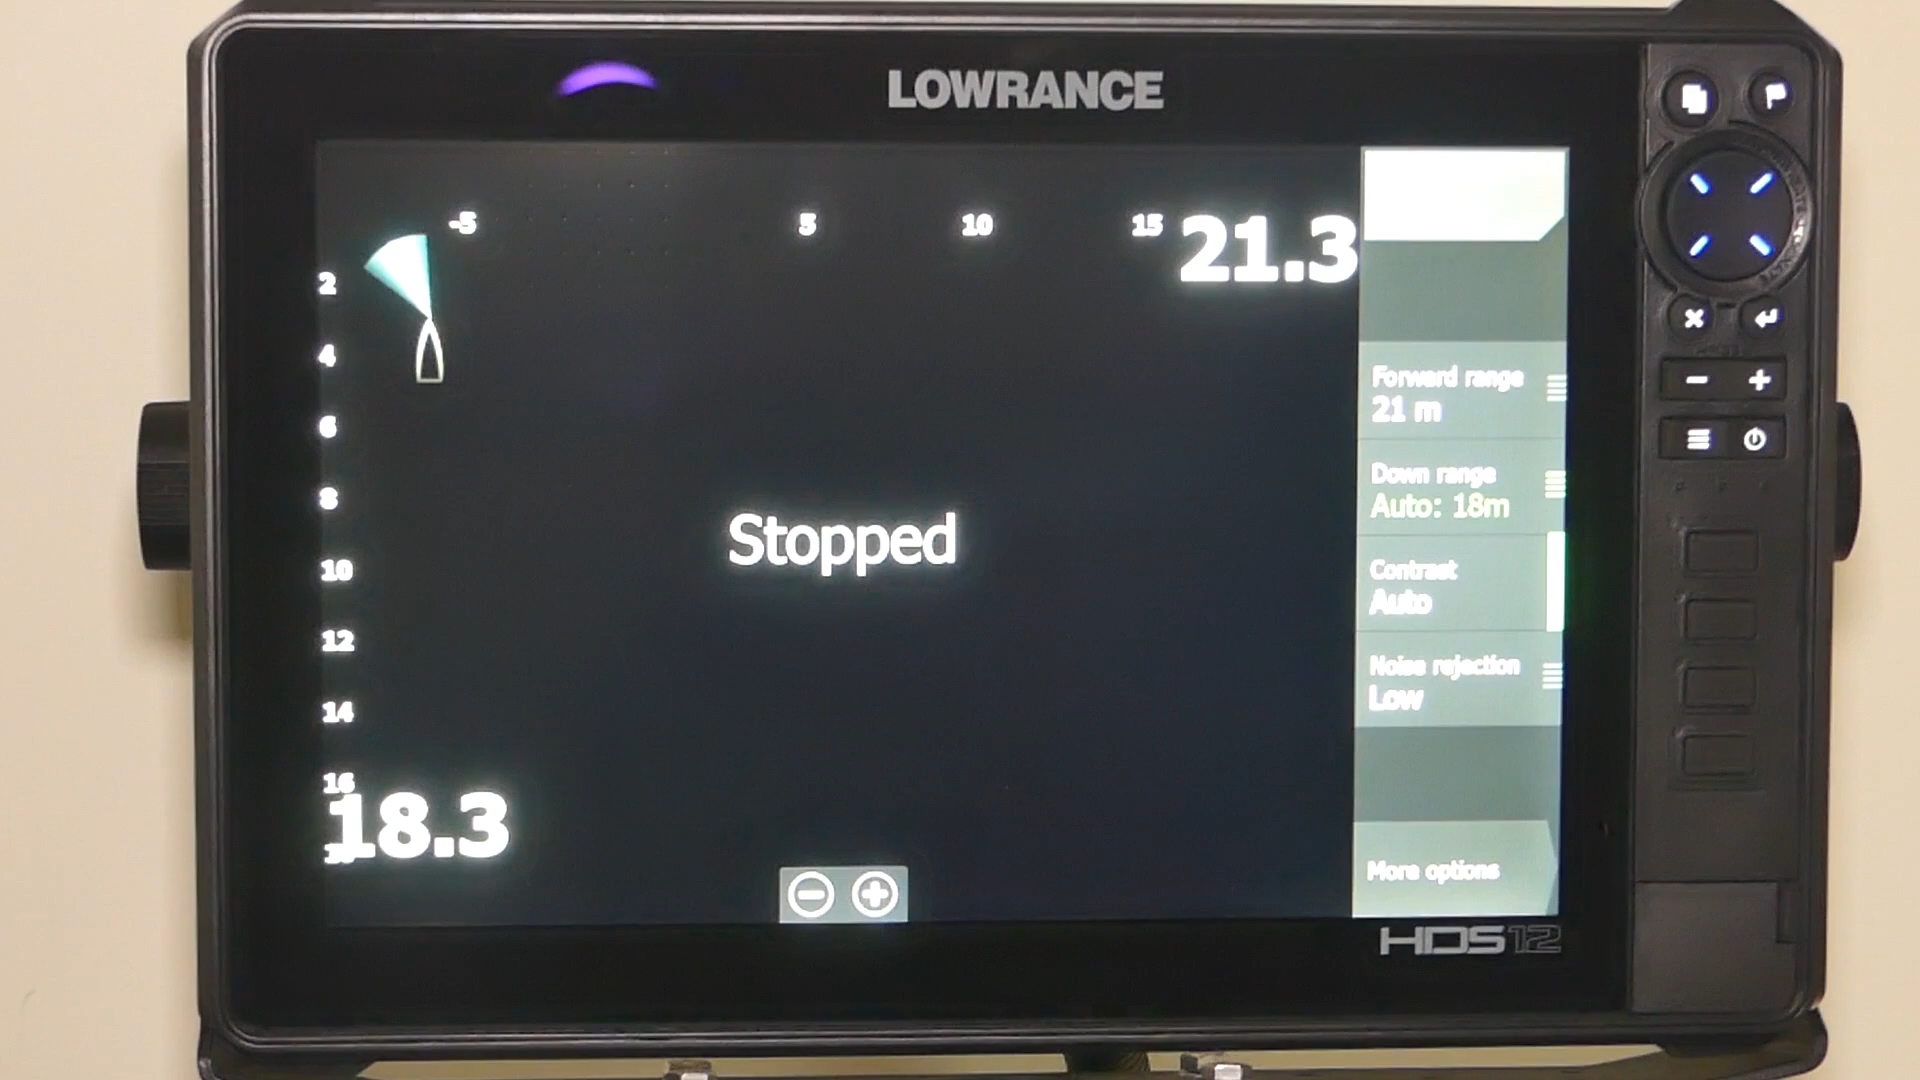 LOWRANCE
-5 5 10 15 21.3
2
4
6
8
10
12
14
16
18.3
Stopped
Forward range
21 m
Down range
Auto: 18m
Contrast
Auto
Noise rejection
Low
More options
HDS12